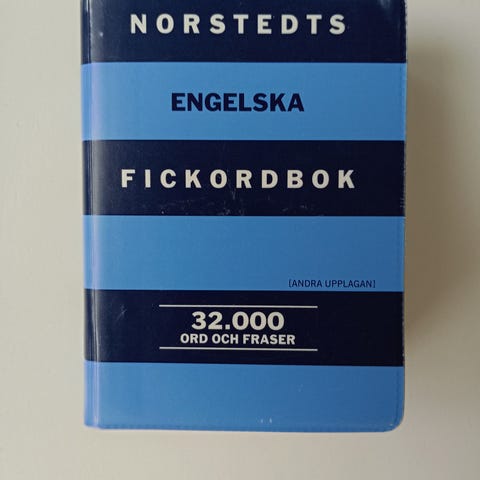 NORSTEDTS
ENGELSKA
FICKORDBOK
[ANDRA UPPLAGAN]
32.000
ORD OCH FRASER